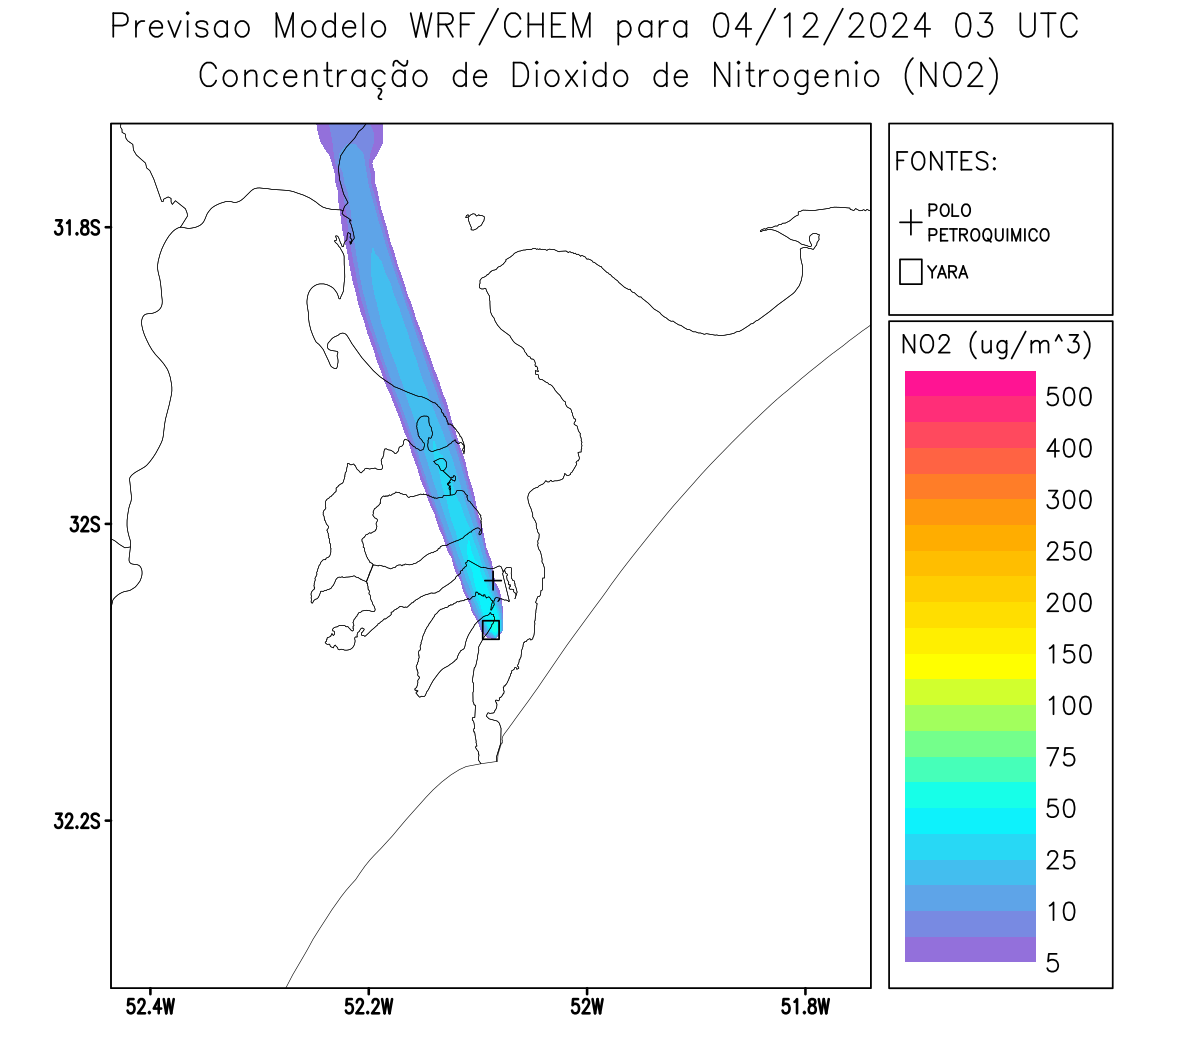 Previsao Modelo WRF/CHEM para 04/12/2024 03 UTC
Concentração de Dioxido de Nitrogenio (NO2)
FONTES:
POLO
PETROQUIMICO
YARA
NO2 (ug/m^3)
500
400
300
250
200
150
100
75
50
25
10
5
31.8S
32S
32.2S
52.4W
52.2W
52W
51.8W